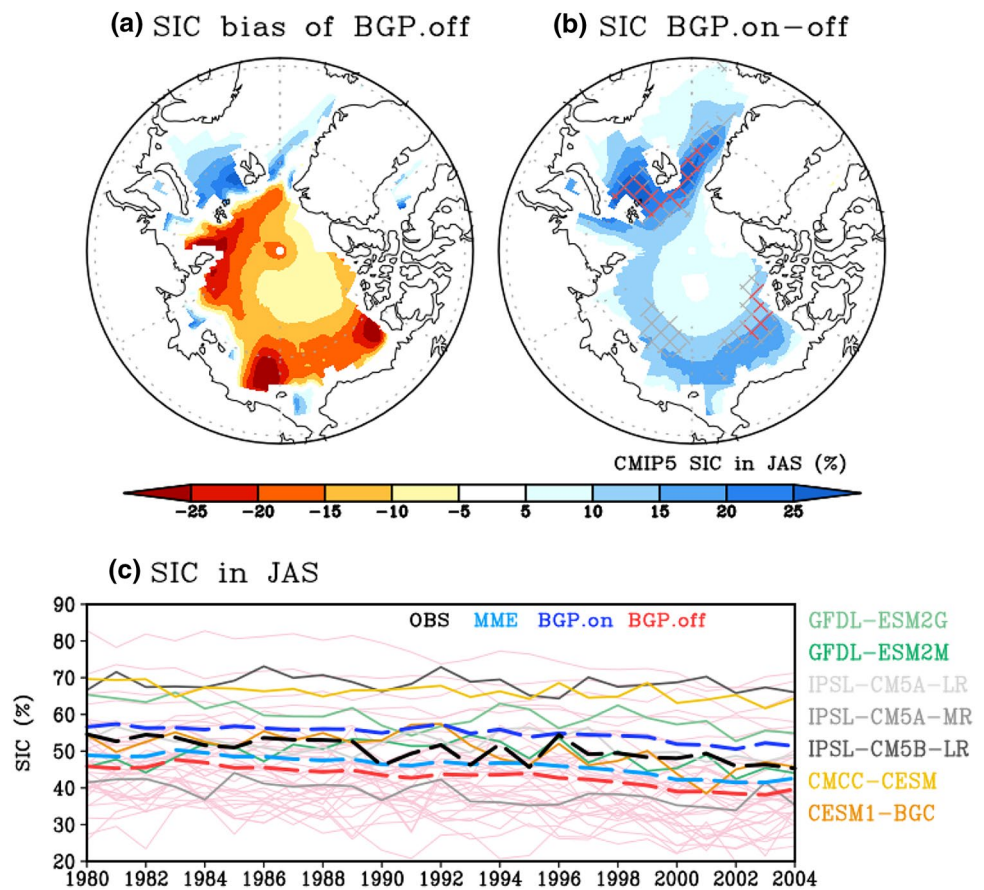 (a) SIC bias of BGP.off
(b) SIC BGP.on-off
CMIP5 SIC in JAS (%)
-25 -20 -15 -10 -5 5 10 15 20 25
(c) SIC in JAS
OBS MME BGP.on BGP.off
SIC (%)
90
80
70
60
50
40
30
20
1980 1982 1984 1986 1988 1990 1992 1994 1996 1998 2000 2002 2004
GFDL-ESM2G
GFDL-ESM2M
IPSL-CM5A-LR
IPSL-CM5A-MR
IPSL-CM5B-LR
CMCC-CESM
CESM1-BGC